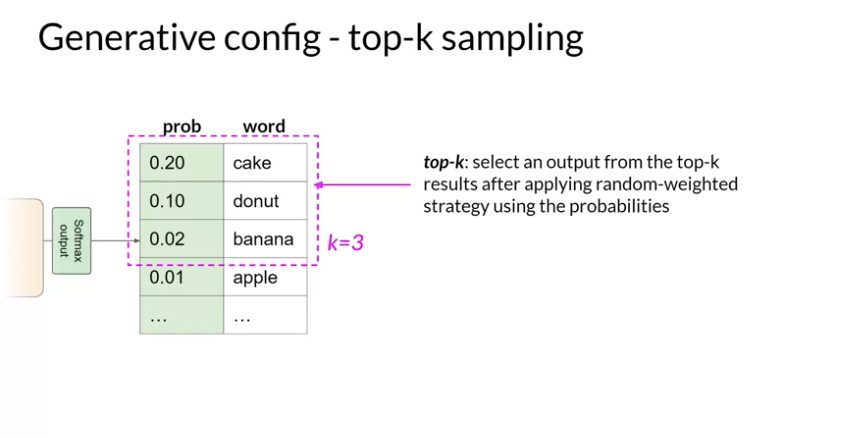 Generative config - top-k sampling
prob word
0.20 cake
0.10 donut
0.02 banana
0.01 apple
... ...
Softmax
output
k=3
top-k: select an output from the top-k
results after applying random-weighted
strategy using the probabilities